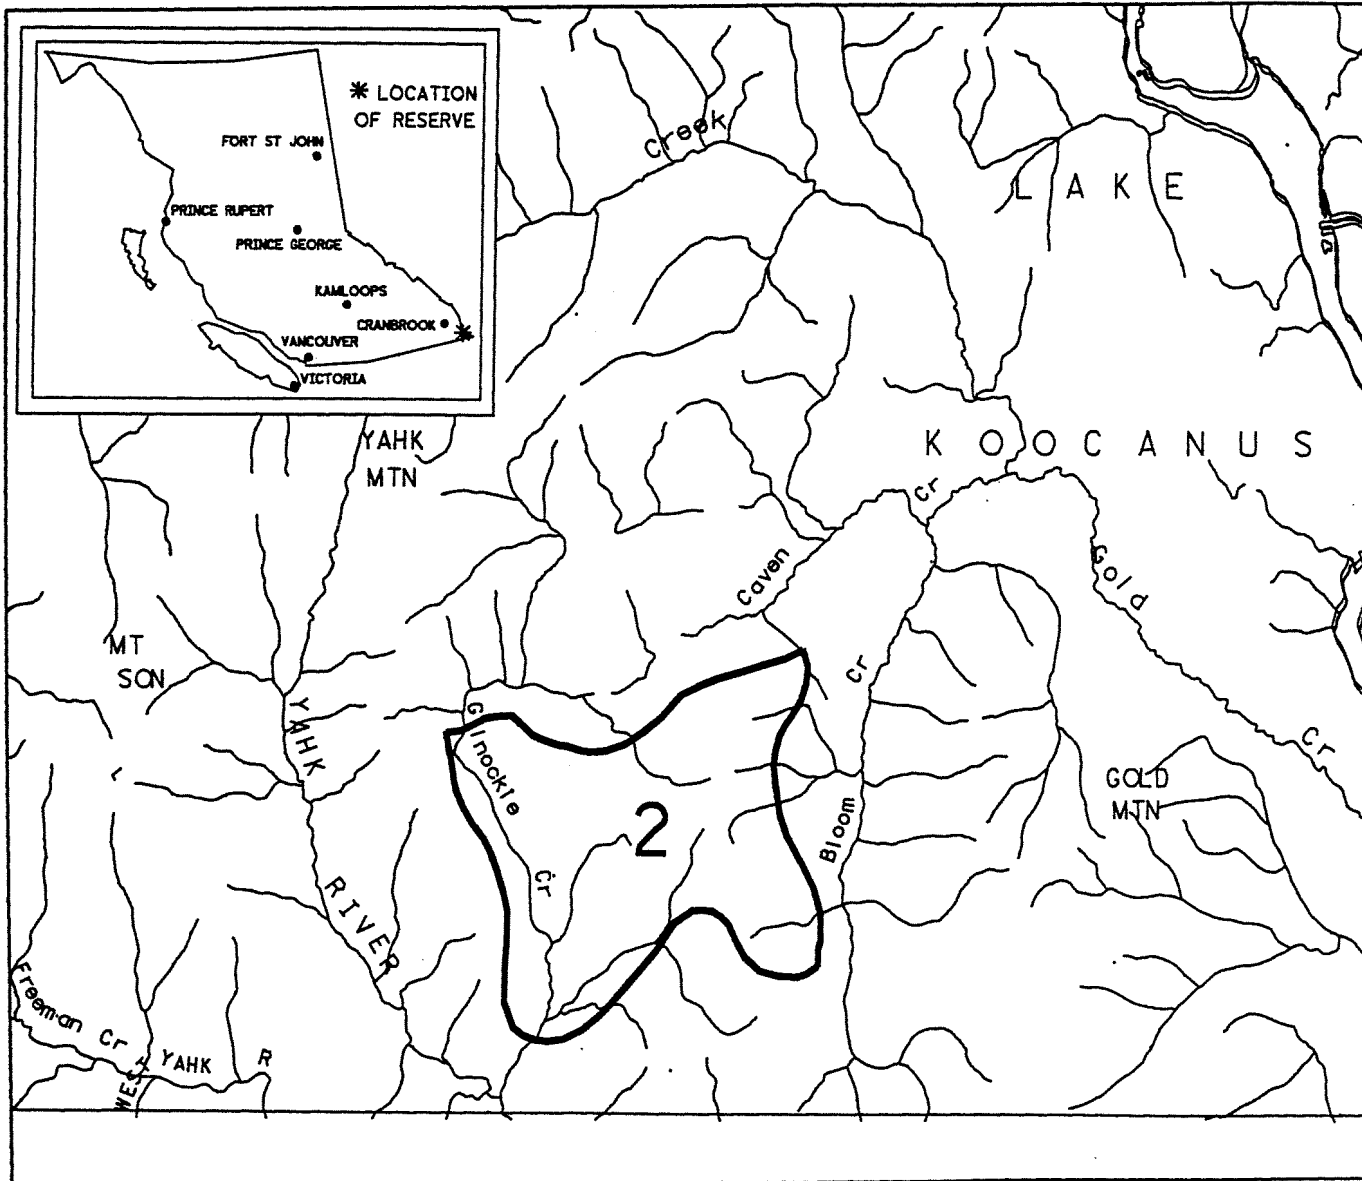 * LOCATION
OF RESERVE
FORT ST JOHN
PRINCE RUPERT
PRINCE GEORGE
KAMLOOPS
CRANBROOK
VANCOUVER
VICTORIA
Creek
LAKE
KOOCANUS
YAHK
MTN
Cr
Caven
Gold
Cr
MT
SON
Cr
YAHK
RIVER
Gilnockie
Cr
2
Bloom
GOLD
MTN
Freeman Cr
WEST YAHK R